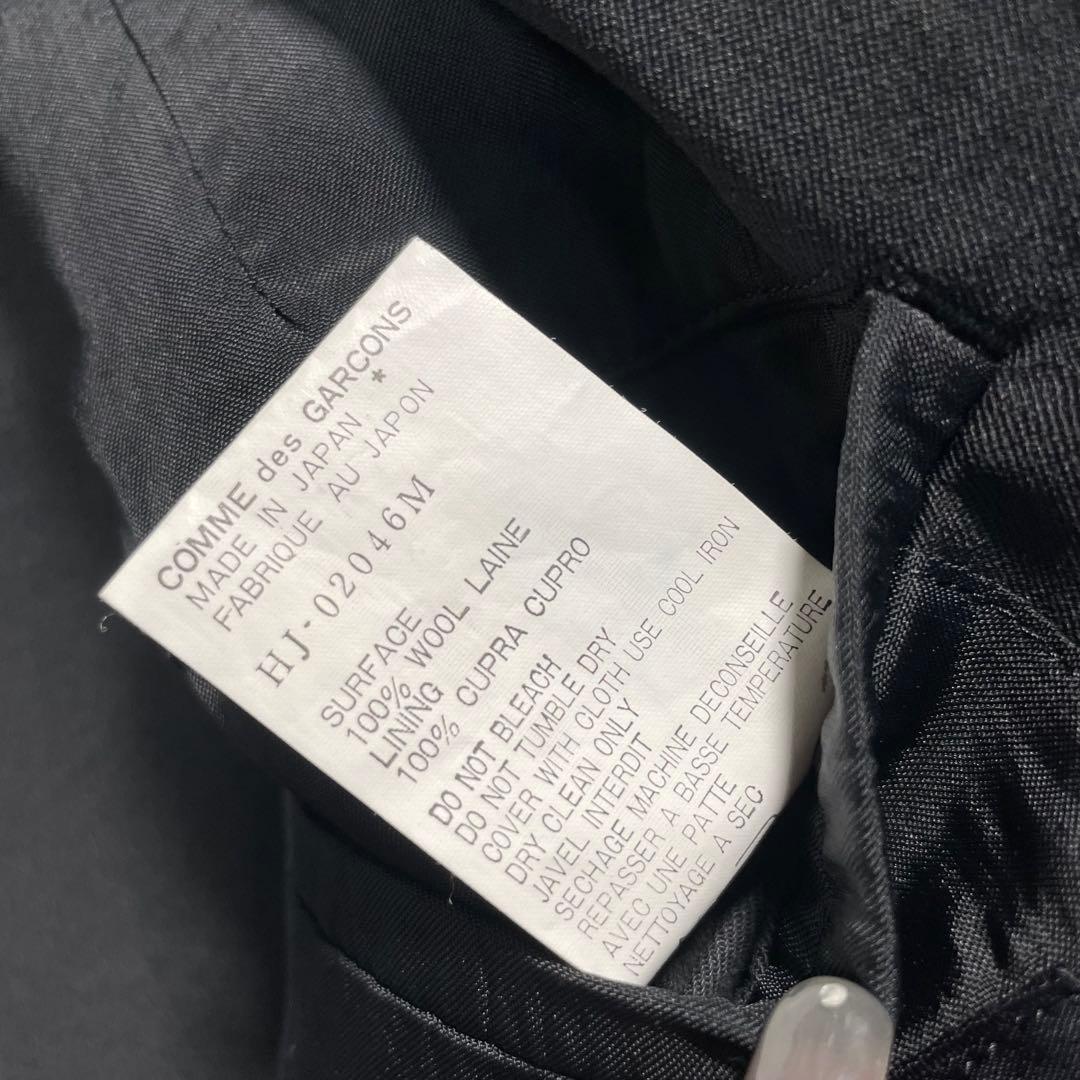 COMME des GARCONS
MADE IN JAPAN *
FABRIQUE AU JAPON
HJ-02046M
SURFACE
100% WOOL LAINE
LINING
100% CUPRA CUPRO
DO NOT BLEACH
DO NOT TUMBLE DRY
COVER WITH CLOTH USE COOL IRON
DRY CLEAN ONLY
JAVEL INTERDIT
SECHAGE MACHINE DECONSEILLE
REPASSER A BASSE TEMPERATURE
AVEC UNE PATTE
NETTOYAGE A SEC